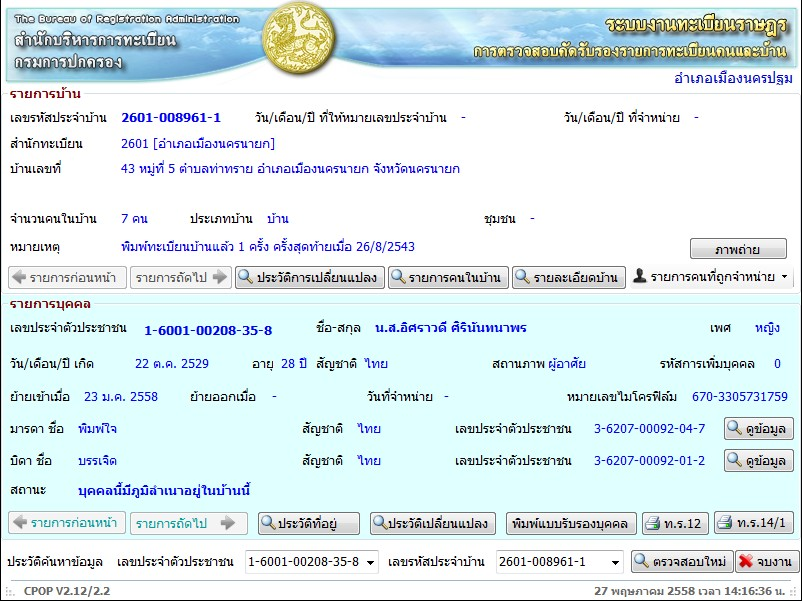 The Bureau of Registration Administration
สำนักบริหารการทะเบียน
กรมการปกครอง
ระบบงานทะเบียนราษฎร
การตรวจสอบคัดรับรองรายการทะเบียนคนและบ้าน
อำเภอเมืองนครปฐม
รายการบ้าน
เลขรหัสประจำบ้าน 2601-008961-1 วัน/เดือน/ปี ที่ให้หมายเลขประจำบ้าน - วัน/เดือน/ปี ที่จำหน่าย -
สำนักทะเบียน 2601 [อำเภอเมืองนครนายก]
บ้านเลขที่ 43 หมู่ที่ 5 ตำบลท่าทราย อำเภอเมืองนครนายก จังหวัดนครนายก
จำนวนคนในบ้าน 7 คน ประเภทบ้าน บ้าน ชุมชน -
หมายเหตุ พิมพ์ทะเบียนบ้านแล้ว 1 ครั้ง ครั้งสุดท้ายเมื่อ 26/8/2543 ภาพถ่าย
รายการก่อนหน้า รายการถัดไป ประวัติการเปลี่ยนแปลง รายการคนในบ้าน รายละเอียดบ้าน รายการคนที่ถูกจำหน่าย
รายการบุคคล
เลขประจำตัวประชาชน 1-6001-00208-35-8 ชื่อ-สกุล น.ส.อิศราวดี ศิรินันทนาพร เพศ หญิง
วัน/เดือน/ปี เกิด 22 ต.ค. 2529 อายุ 28 ปี สัญชาติ ไทย สถานภาพ ผู้อาศัย รหัสการเพิ่มบุคคล 0
ย้ายเข้าเมื่อ 23 ม.ค. 2558 ย้ายออกเมื่อ - วันที่จำหน่าย - หมายเลขไมโครฟิล์ม 670-3305731759
มารดา ชื่อ พิมพ์ใจ สัญชาติ ไทย เลขประจำตัวประชาชน 3-6207-00092-04-7 ดูข้อมูล
บิดา ชื่อ บรรเจิด สัญชาติ ไทย เลขประจำตัวประชาชน 3-6207-00092-01-2 ดูข้อมูล
สถานะ บุคคลนี้มีภูมิลำเนาอยู่ในบ้านนี้
รายการก่อนหน้า รายการถัดไป ประวัติที่อยู่ ประวัติเปลี่ยนแปลง พิมพ์แบบรับรองบุคคล ท.ร.12 ท.ร.14/1
ประวัติค้นหาข้อมูล เลขประจำตัวประชาชน 1-6001-00208-35-8 เลขรหัสประจำบ้าน 2601-008961-1 ตรวจสอบใหม่ จบงาน
CPOP V2.12/2.2 27 พฤษภาคม 2558 เวลา 14:16:36 น.